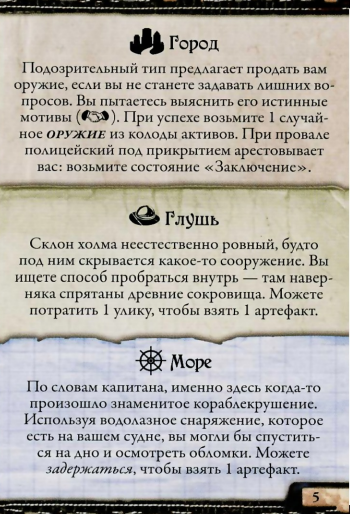 Город
Подозрительный тип предлагает продать вам
оружие, если вы не станете задавать лишних во-
просов. Вы пытаетесь выяснить его истинные
мотивы (). При успехе возьмите 1 случай-
ное ОРУЖИЕ из колоды активов. При провале
полицейский под прикрытием арестовывает
вас: возьмите состояние «Заключение».
Глушь
Склон холма неестественно ровный, будто
под ним скрывается какое-то сооружение. Вы
ищете способ пробраться внутрь — там навер-
няка спрятаны древние сокровища. Можете
потратить 1 улику, чтобы взять 1 артефакт.
Море
По словам капитана, именно здесь когда-то
произошло знаменитое кораблекрушение.
Используя водолазное снаряжение, которое
есть на вашем судне, вы могли бы спустить-
ся на дно и осмотреть обломки. Можете
задержаться, чтобы взять 1 артефакт.
5